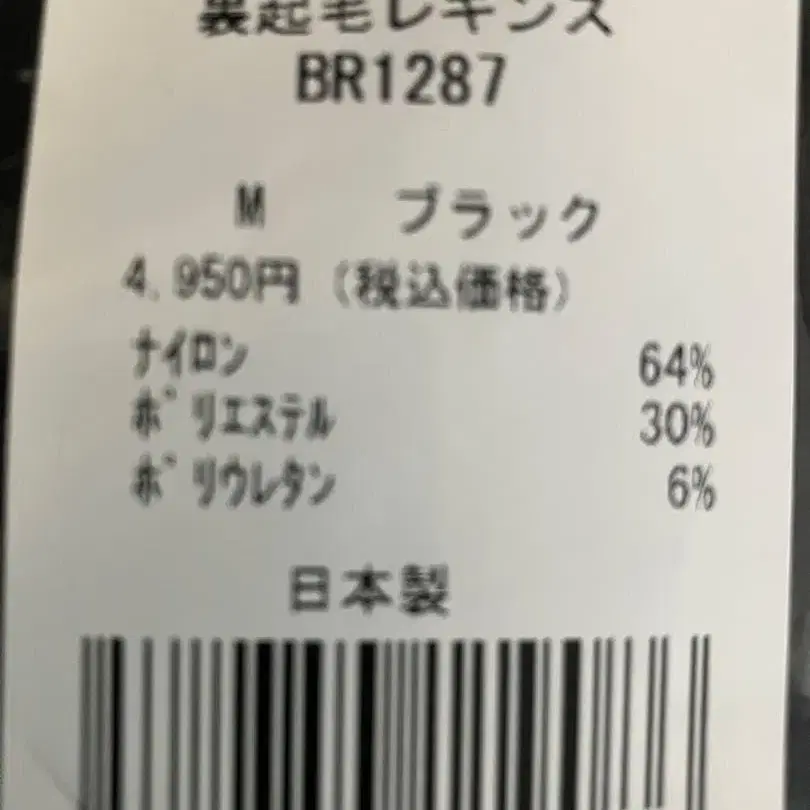 裏起毛レギンス
BR1287
M ブラック
4,950円 (税込価格)
ﾅｲﾛﾝ 64%
ﾎﾟﾘｴｽﾃﾙ 30%
ﾎﾟﾘｳﾚﾀﾝ 6%
日本製